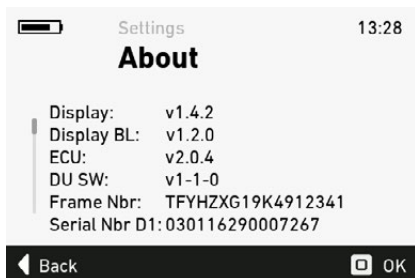 Settings
13:28
About
Display: v1.4.2
Display BL: v1.2.0
ECU: v2.0.4
DU SW: v1-1-0
Frame Nbr: TFYHZXG19K4912341
Serial Nbr D1: 030116290007267
Back
OK